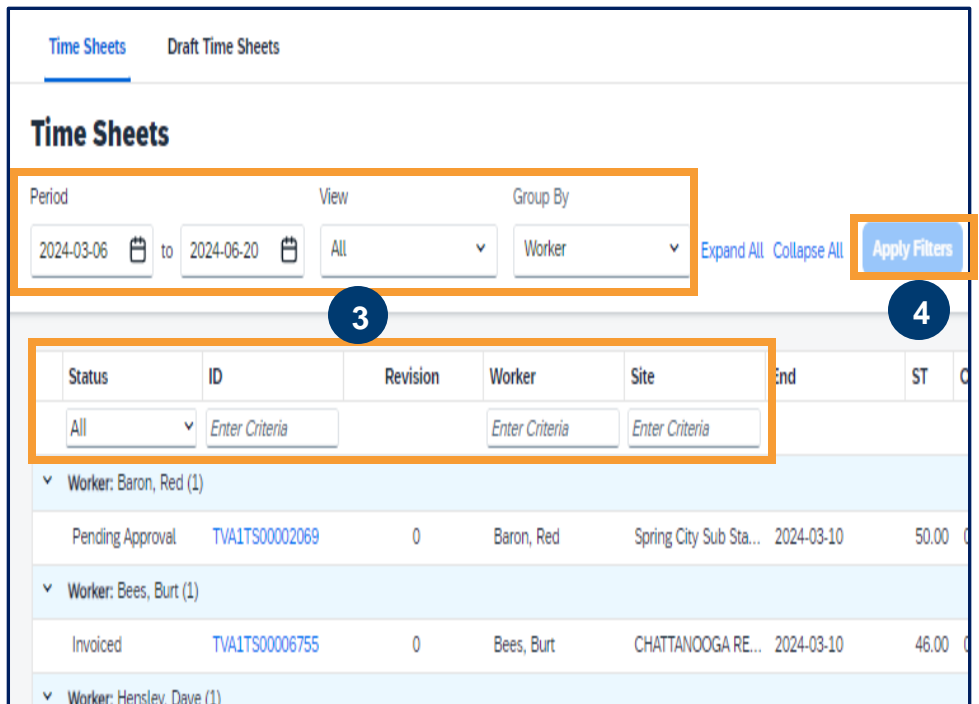 Time Sheets Draft Time Sheets
Time Sheets
Period View Group By
2024-03-06 to 2024-06-20 All Worker Expand All Collapse All Apply Filters
3 4
Status ID Revision Worker Site End ST
All Enter Criteria Enter Criteria Enter Criteria
Worker: Baron, Red (1)
Pending Approval TVA1TS00002069 0 Baron, Red Spring City Sub Sta... 2024-03-10 50.00
Worker: Bees, Burt (1)
Invoiced TVA1TS00006755 0 Bees, Burt CHATTANOOGA RE... 2024-03-10 46.00
Worker: Hensley, Dave (1)